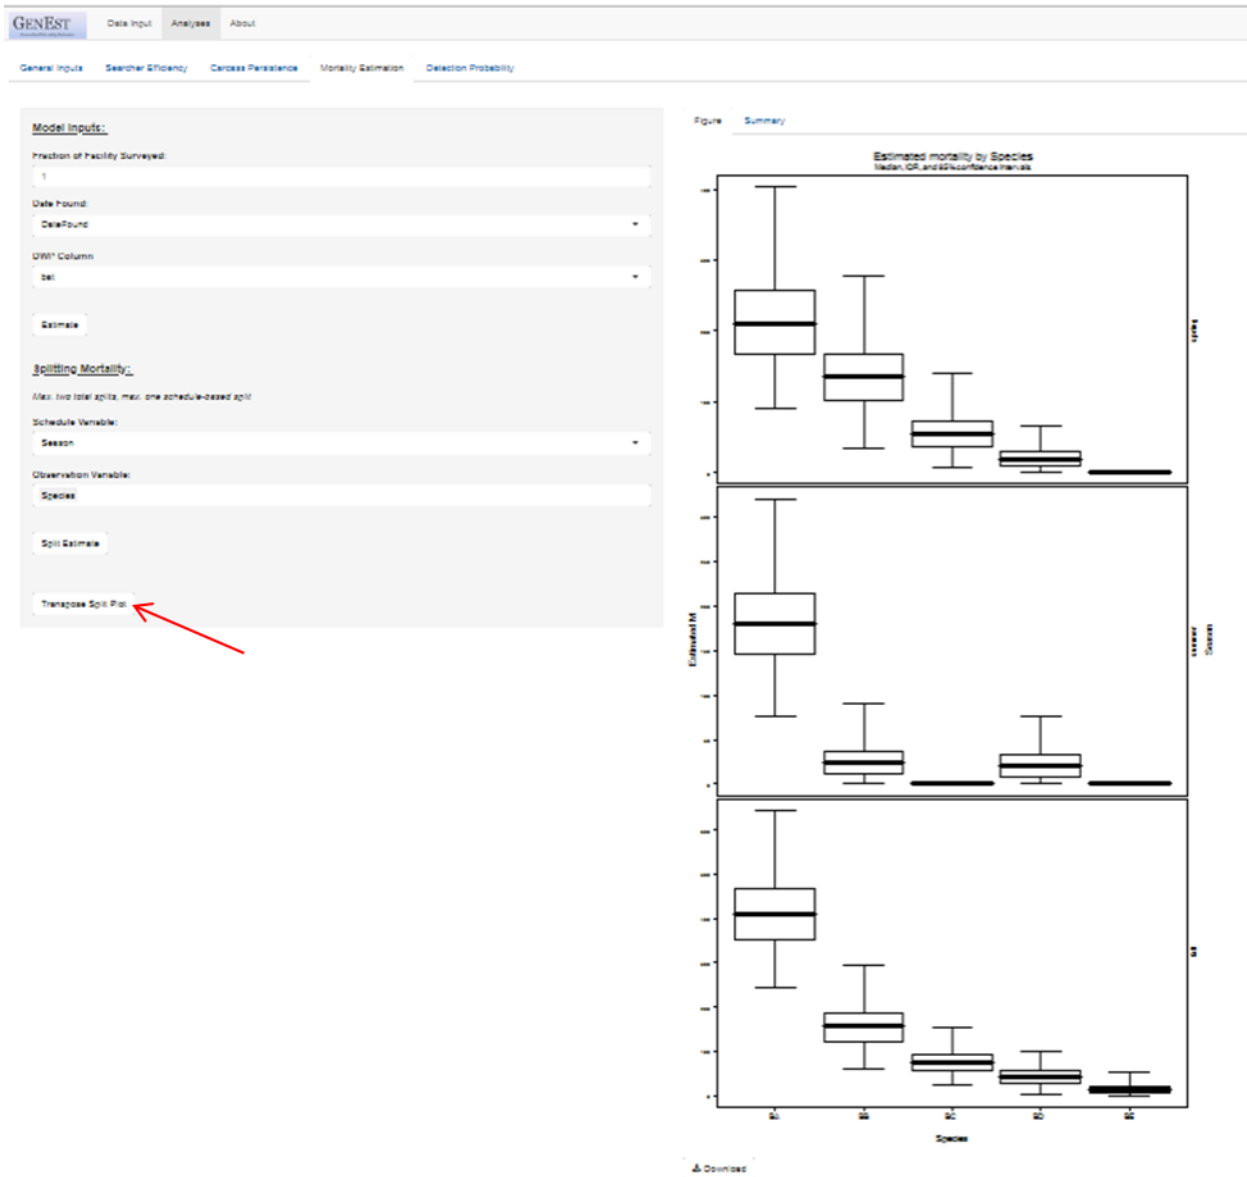 GENEST
Data Input Analyses About
General Inputs Searcher Efficiency Carcass Persistence Mortality Estimation Detection Probability
Model Inputs:
Fraction of Facility Surveyed:
1
Date Found:
DateFound
DWP Column
bat
Estimate
Splitting Mortality:
Max. two total splits, max. one schedule-based split
Schedule Variable:
Season
Observation Variable:
Species
Split Estimate
Transpose Split Plot
Figure Summary
Estimated mortality by Species
Median, IQR, and 95% confidence intervals
spring
Estimated M
summer
Season
fall
Species
Download